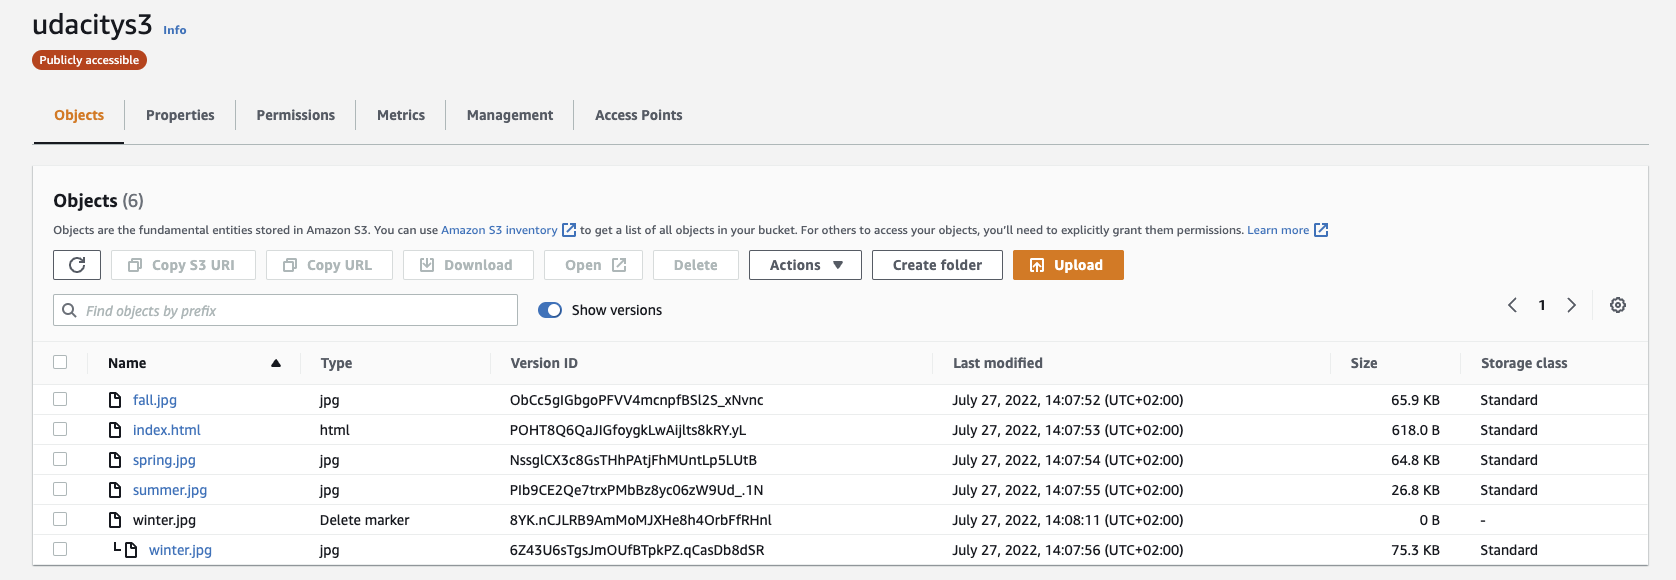 udacitys3 Info
Publicly accessible
Objects Properties Permissions Metrics Management Access Points
Objects (6)
Objects are the fundamental entities stored in Amazon S3. You can use Amazon S3 inventory to get a list of all objects in your bucket. For others to access your objects, you'll need to explicitly grant them permissions. Learn more
Copy S3 URI Copy URL Download Open Delete Actions Create folder Upload
Find objects by prefix Show versions 1
Name Type Version ID Last modified Size Storage class
fall.jpg jpg ObCc5gIGbgoPFVV4mcnpfBSl2S_xNvnc July 27, 2022, 14:07:52 (UTC+02:00) 65.9 KB Standard
index.html html POHT8Q6QaJIGfoygkLwAijlts8kRY.yL July 27, 2022, 14:07:53 (UTC+02:00) 618.0 B Standard
spring.jpg jpg NssglCX3c8GsTHhPAtjFhMUntLp5LUtB July 27, 2022, 14:07:54 (UTC+02:00) 64.8 KB Standard
summer.jpg jpg PIb9CE2Qe7trxPMbBz8yc06zW9Ud_.1N July 27, 2022, 14:07:55 (UTC+02:00) 26.8 KB Standard
winter.jpg Delete marker 8YK.nCJLRB9AmMoMJXHe8h4OrbFfRHnl July 27, 2022, 14:08:11 (UTC+02:00) 0 B -
winter.jpg jpg 6Z43U6sTgsJmOUfBTpkPZ.qCasDb8dSR July 27, 2022, 14:07:56 (UTC+02:00) 75.3 KB Standard